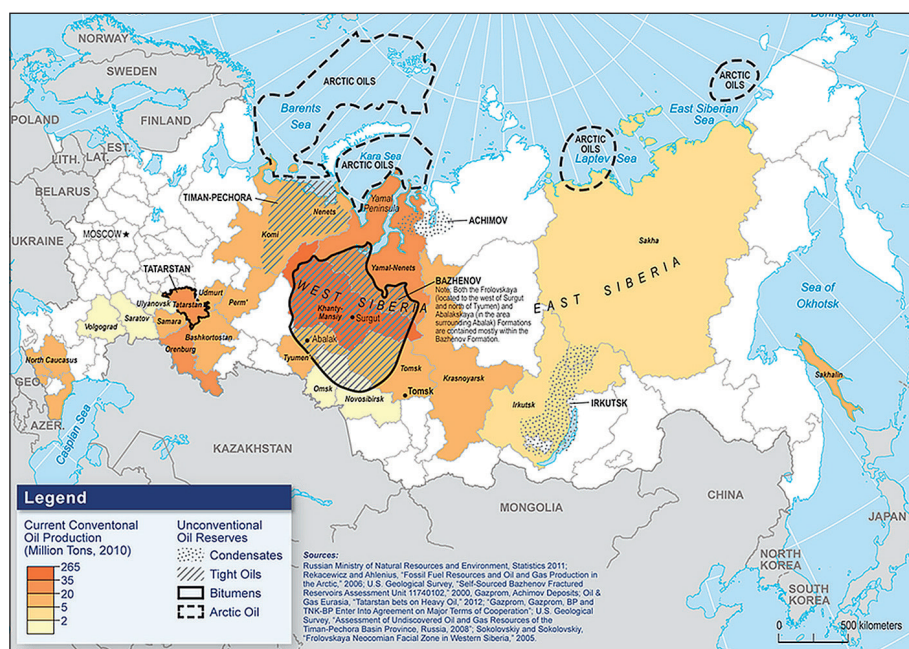 NORWAY
SWEDEN
FINLAND
POLAND
EST.
LAT.
LITH.
BELARUS
UKRAINE
MOSCOW
Bering Strait
ARCTIC OILS
Barents
Sea
Kara Sea
ARCTIC OILS
ARCTIC
OILS
East Siberian
Sea
ARCTIC
OILS
Laptev Sea
TIMAN-PECHORA
Nenets
Komi
Yamal
Peninsula
ACHIMOV
Yamal-Nenets
Sakha
TATARSTAN
Udmurt
Ulyanovsk
Tatarstan
Perm'
Samara
Saratov
Volgograd
Bashkortostan
Orenburg
North Caucasus
GEO.
AZER.
Caspian Sea
WEST SIBERIA
Khanty-
Mansiy
Surgut
Abalak
Tyumen
Omsk
Novosibirsk
Tomsk
Tomsk
BAZHENOV
Note: Both the Frolovskaya
(located to the west of Surgut
and north of Tyumen) and
Abalakskaya (in the area
surrounding Abalak) Formations
are contained mostly within the
Bazhenov Formation.
EAST SIBERIA
Krasnoyarsk
Irkutsk
IRKUTSK
Sea of
Okhotsk
Sakhalin
KAZAKHSTAN
MONGOLIA
CHINA
NORTH
KOREA
SOUTH
KOREA
JAPAN
Legend
Current Conventonal
Oil Production
(Million Tons, 2010)
265
35
20
5
2
Unconventional
Oil Reserves
Condensates
Tight Oils
Bitumens
Arctic Oil
Sources:
Russian Ministry of Natural Resources and Environment, Statistics 2011;
Rekacewicz and Ahlenius, "Fossil Fuel Resources and Oil and Gas Production in
the Arctic," 2006; U.S. Geological Survey, "Self-Sourced Bazhenov Fractured
Reservoirs Assessment Unit 11740102," 2000, Gazprom, Achimov Deposits; Oil &
Gas Eurasia, "Tatarstan bets on Heavy Oil," 2012; "Gazprom, Gazprom, BP and
TNK-BP Enter Into Agreement on Major Terms of Cooperation"; U.S. Geological
Survey, "Assessment of Undiscovered Oil and Gas Resources of the
Timan-Pechora Basin Province, Russia, 2008"; Sokolovskiy and Sokolovskiy,
"Frolovskaya Neocomian Facial Zone in Western Siberia," 2005.
0 500 kilometers